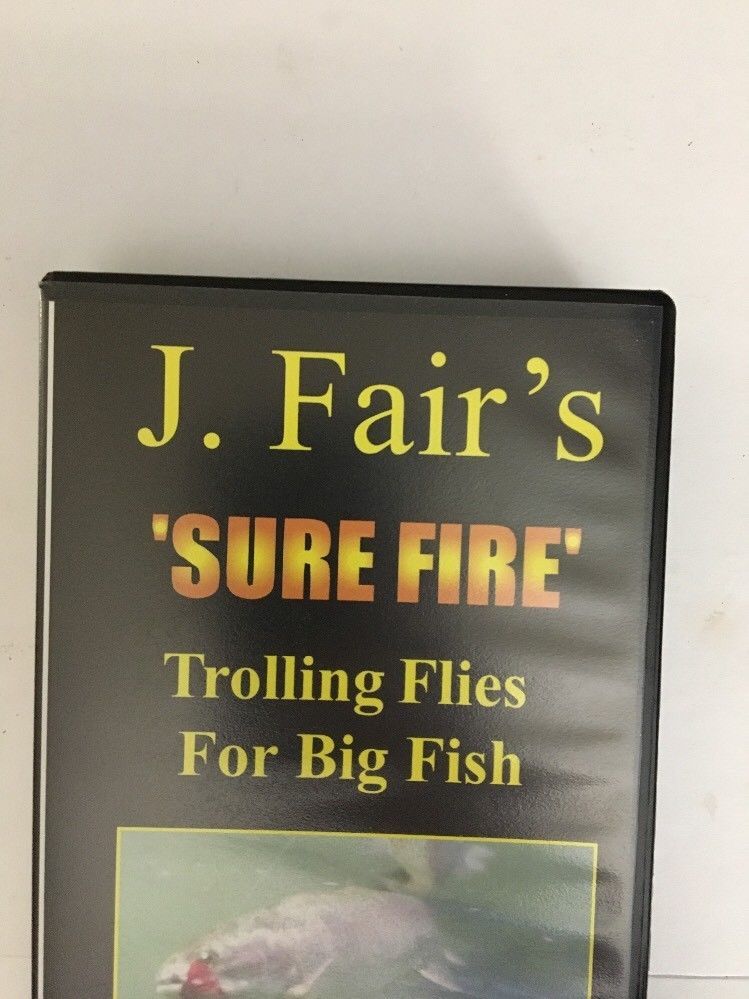 J. Fair's
'SURE FIRE'
Trolling Flies
For Big Fish